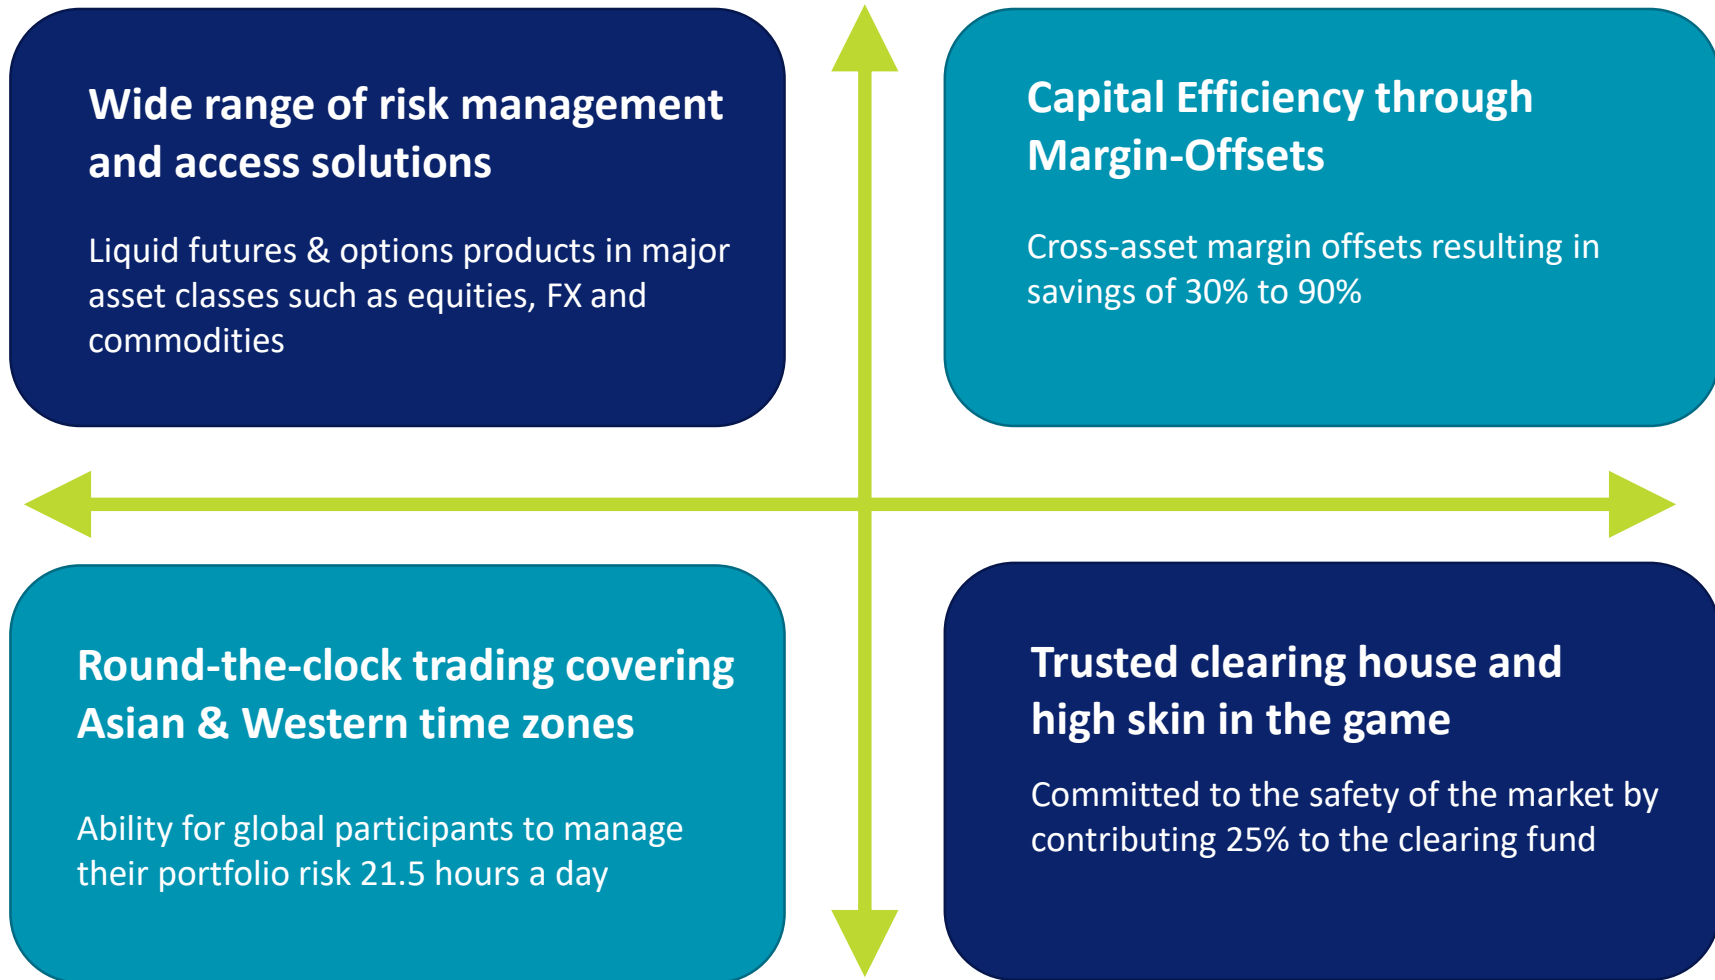 Wide range of risk management
and access solutions
Liquid futures & options products in major
asset classes such as equities, FX and
commodities
Capital Efficiency through
Margin-Offsets
Cross-asset margin offsets resulting in
savings of 30% to 90%
Round-the-clock trading covering
Asian & Western time zones
Ability for global participants to manage
their portfolio risk 21.5 hours a day
Trusted clearing house and
high skin in the game
Committed to the safety of the market by
contributing 25% to the clearing fund